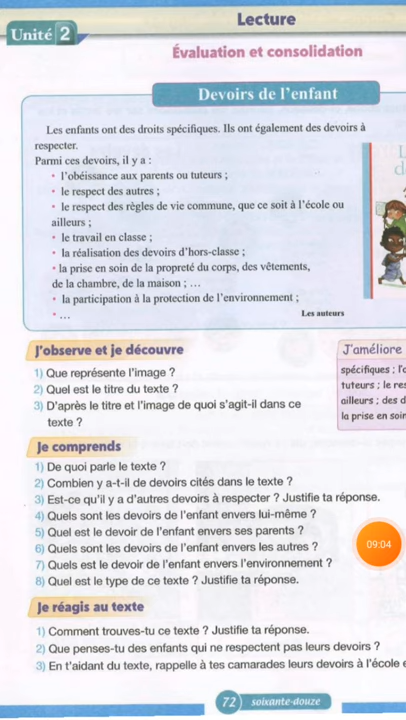 Unité 2
Lecture
Évaluation et consolidation
Devoirs de l'enfant
Les enfants ont des droits spécifiques. Ils ont également des devoirs à
respecter.
Parmi ces devoirs, il y a :
• l'obéissance aux parents ou tuteurs ;
• le respect des autres ;
• le respect des règles de vie commune, que ce soit à l'école ou
ailleurs ;
• le travail en classe ;
• la réalisation des devoirs d'hors-classe ;
• la prise en soin de la propreté du corps, des vêtements,
de la chambre, de la maison ; ...
• la participation à la protection de l'environnement ;
• ...
Les auteurs
J'observe et je découvre
1) Que représente l'image ?
2) Quel est le titre du texte ?
3) D'après le titre et l'image de quoi s'agit-il dans ce
texte ?
J'améliore
spécifiques ; l'o
tuteurs ; le res
ailleurs ; des d
la prise en soin
Je comprends
1) De quoi parle le texte ?
2) Combien y a-t-il de devoirs cités dans le texte ?
3) Est-ce qu'il y a d'autres devoirs à respecter ? Justifie ta réponse.
4) Quels sont les devoirs de l'enfant envers lui-même ?
5) Quel est le devoir de l'enfant envers ses parents ?
6) Quels sont les devoirs de l'enfant envers les autres ?
7) Quels est le devoir de l'enfant envers l'environnement ?
8) Quel est le type de ce texte ? Justifie ta réponse.
09:04
Je réagis au texte
1) Comment trouves-tu ce texte ? Justifie ta réponse.
2) Que penses-tu des enfants qui ne respectent pas leurs devoirs ?
3) En t'aidant du texte, rappelle à tes camarades leurs devoirs à l'école e
72 soixante-douze